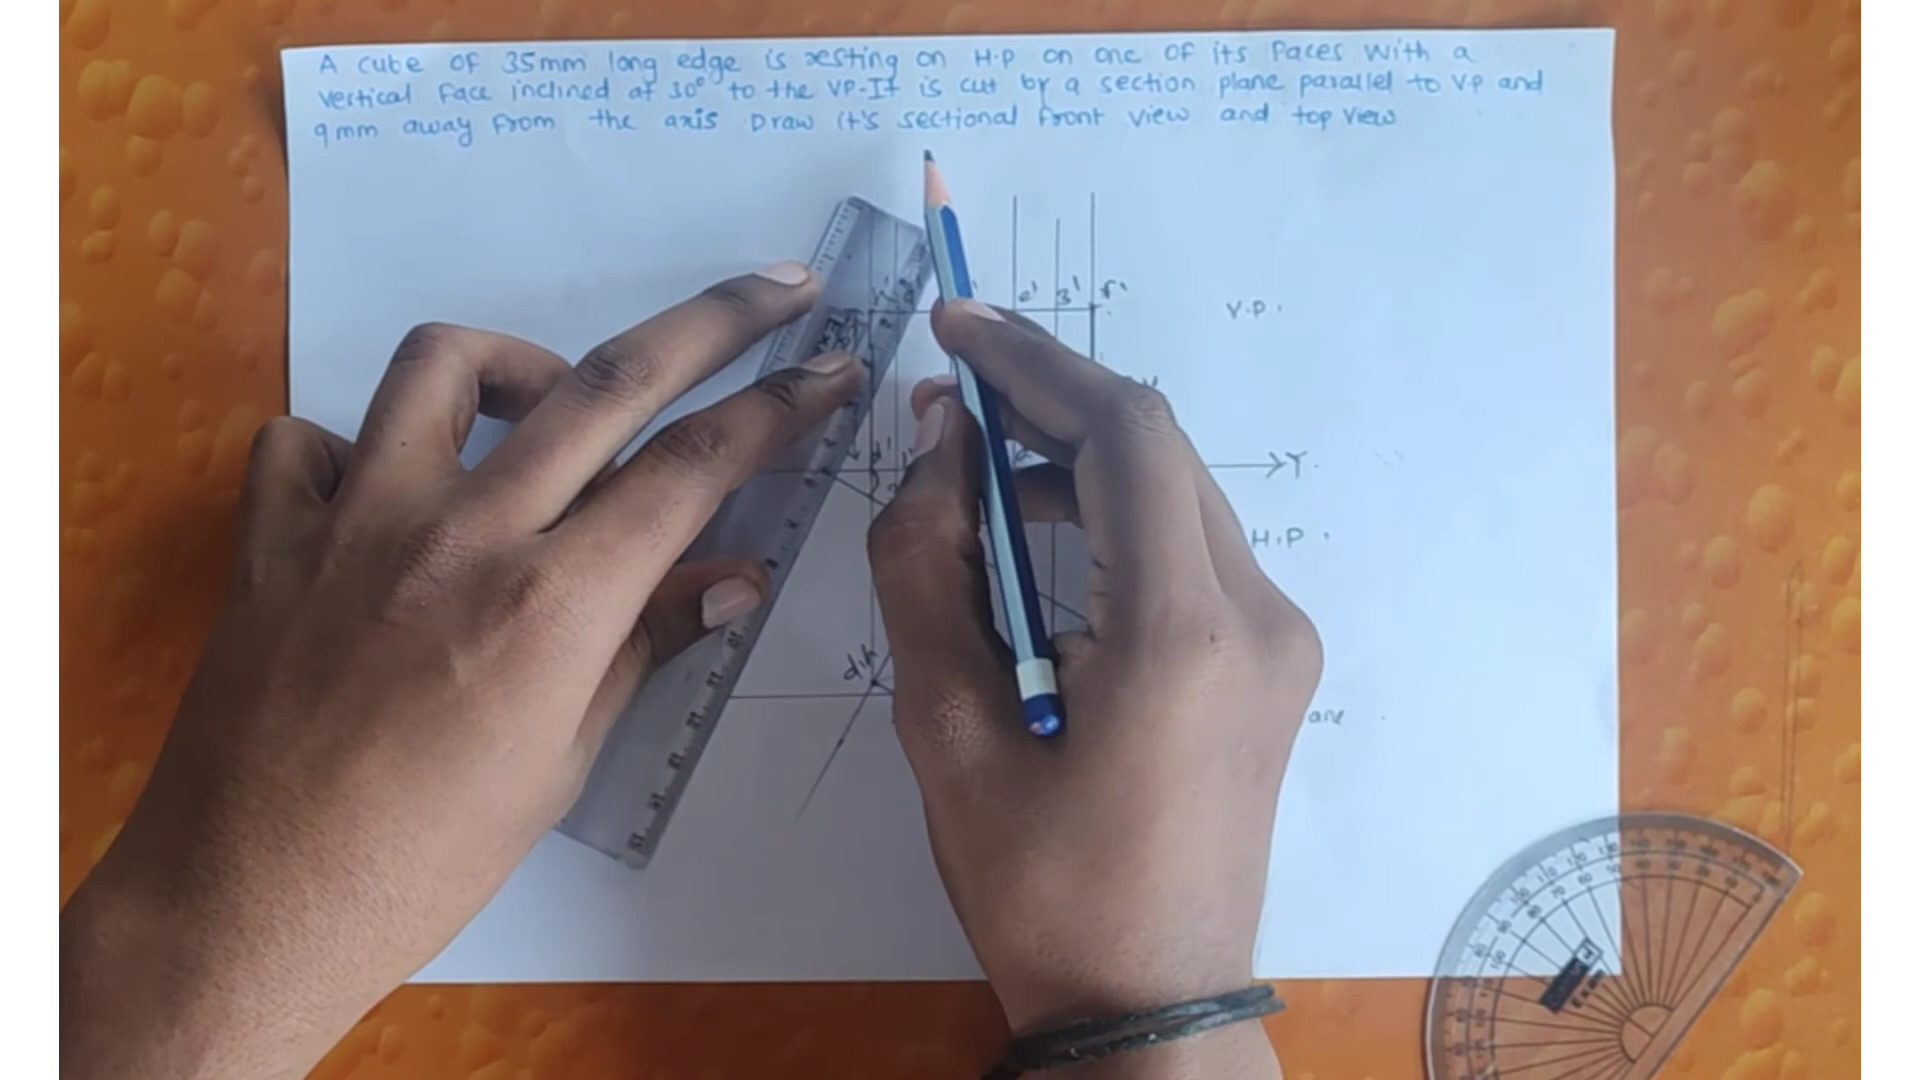 A cube of 35mm long edge is resting on H.P on one of its faces with a
vertical face inclined at 30° to the VP-It is cut by a section plane parallel to V.P and
9mm away from the axis Draw it's sectional front view and top view
e' 3' f'
V.P.
d'
Y.
H.P.
d,h
ane